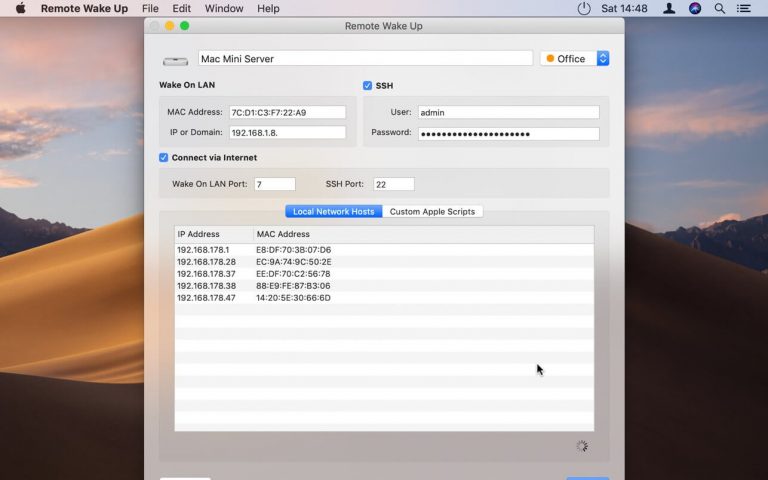 Remote Wake Up File Edit Window Help Sat 14:48
Remote Wake Up
Mac Mini Server Office
Wake On LAN SSH
MAC Address: 7C:D1:C3:F7:22:A9 User: admin
IP or Domain: 192.168.1.8. Password: ●●●●●●●●●●●●●●●●●●●●●
Connect via Internet
Wake On LAN Port: 7 SSH Port: 22
Local Network Hosts Custom Apple Scripts
IP Address MAC Address
192.168.178.1 E8:DF:70:3B:07:D6
192.168.178.28 EC:9A:74:9C:50:2E
192.168.178.37 EE:DF:70:C2:56:78
192.168.178.38 88:E9:FE:87:B3:06
192.168.178.47 14:20:5E:30:66:6D